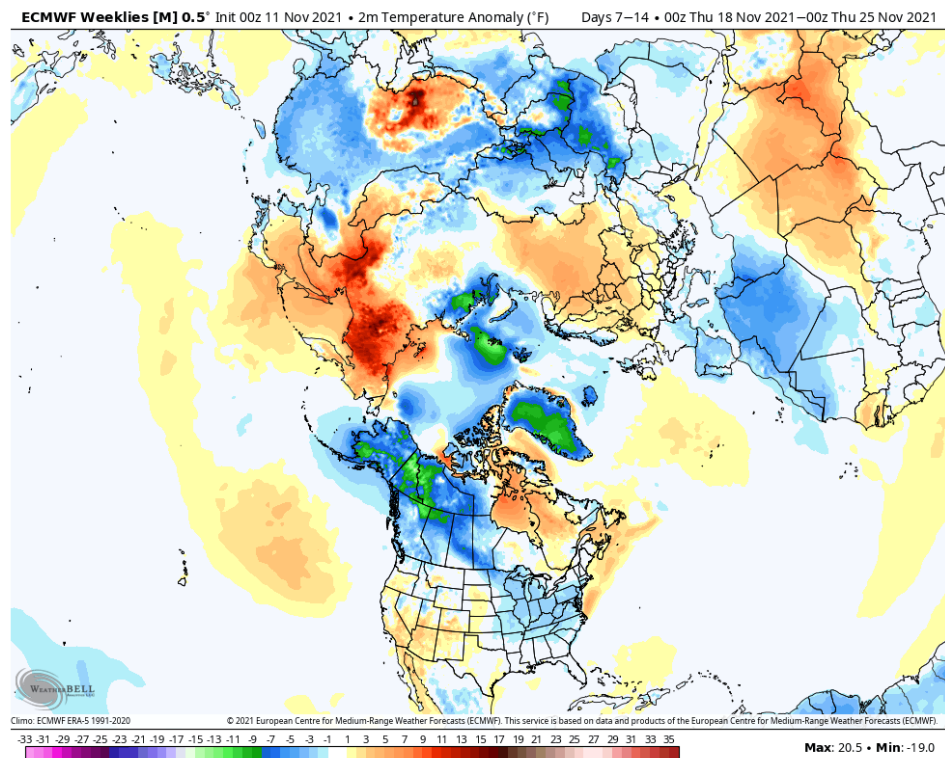 ECMWF Weeklies [M] 0.5° Init 00z 11 Nov 2021 • 2m Temperature Anomaly (°F) Days 7−14 • 00z Thu 18 Nov 2021−00z Thu 25 Nov 2021
WEATHERBELL
Climo: ECMWF ERA-5 1991-2020 © 2021 European Centre for Medium-Range Weather Forecasts (ECMWF). This service is based on data and products of the European Centre for Medium-Range Weather Forecasts (ECMWF).
-33 -31 -29 -27 -25 -23 -21 -19 -17 -15 -13 -11 -9 -7 -5 -3 -1 1 3 5 7 9 11 13 15 17 19 21 23 25 27 29 31 33 35
Max: 20.5 • Min: -19.0